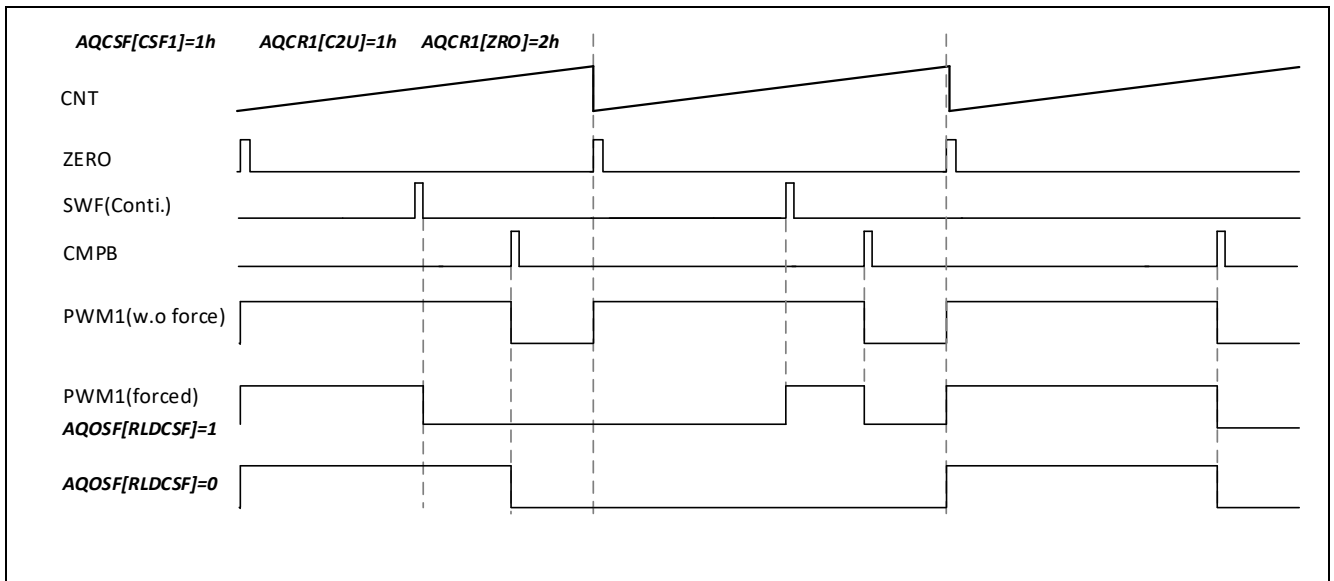 AQCSF[CSF1]=1h AQCR1[C2U]=1h AQCR1[ZRO]=2h
CNT
ZERO
SWF(Conti.)
CMPB
PWM1(w.o force)
PWM1(forced)
AQOSF[RLDCSF]=1
AQOSF[RLDCSF]=0